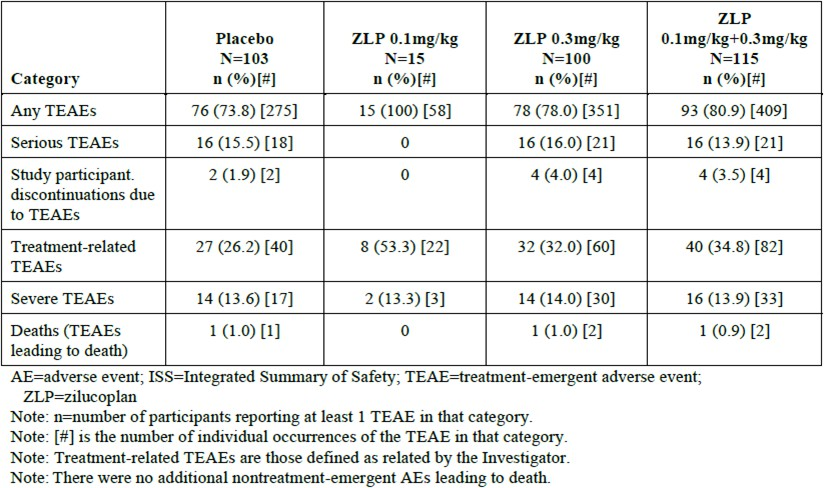 Category
Placebo
N=103
n (%)[#]
ZLP 0.1mg/kg
N=15
n (%)[#]
ZLP 0.3mg/kg
N=100
n (%)[#]
ZLP
0.1mg/kg+0.3mg/kg
N=115
n (%)[#]
Any TEAEs 76 (73.8) [275] 15 (100) [58] 78 (78.0) [351] 93 (80.9) [409]
Serious TEAEs 16 (15.5) [18] 0 16 (16.0) [21] 16 (13.9) [21]
Study participant. 2 (1.9) [2] 0 4 (4.0) [4] 4 (3.5) [4]
discontinuations due
to TEAEs
Treatment-related 27 (26.2) [40] 8 (53.3) [22] 32 (32.0) [60] 40 (34.8) [82]
TEAEs
Severe TEAEs 14 (13.6) [17] 2 (13.3) [3] 14 (14.0) [30] 16 (13.9) [33]
Deaths (TEAEs 1 (1.0) [1] 0 1 (1.0) [2] 1 (0.9) [2]
leading to death)
AE=adverse event; ISS=Integrated Summary of Safety; TEAE=treatment-emergent adverse event;
ZLP=zilucoplan
Note: n=number of participants reporting at least 1 TEAE in that category.
Note: [#] is the number of individual occurrences of the TEAE in that category.
Note: Treatment-related TEAEs are those defined as related by the Investigator.
Note: There were no additional nontreatment-emergent AEs leading to death.